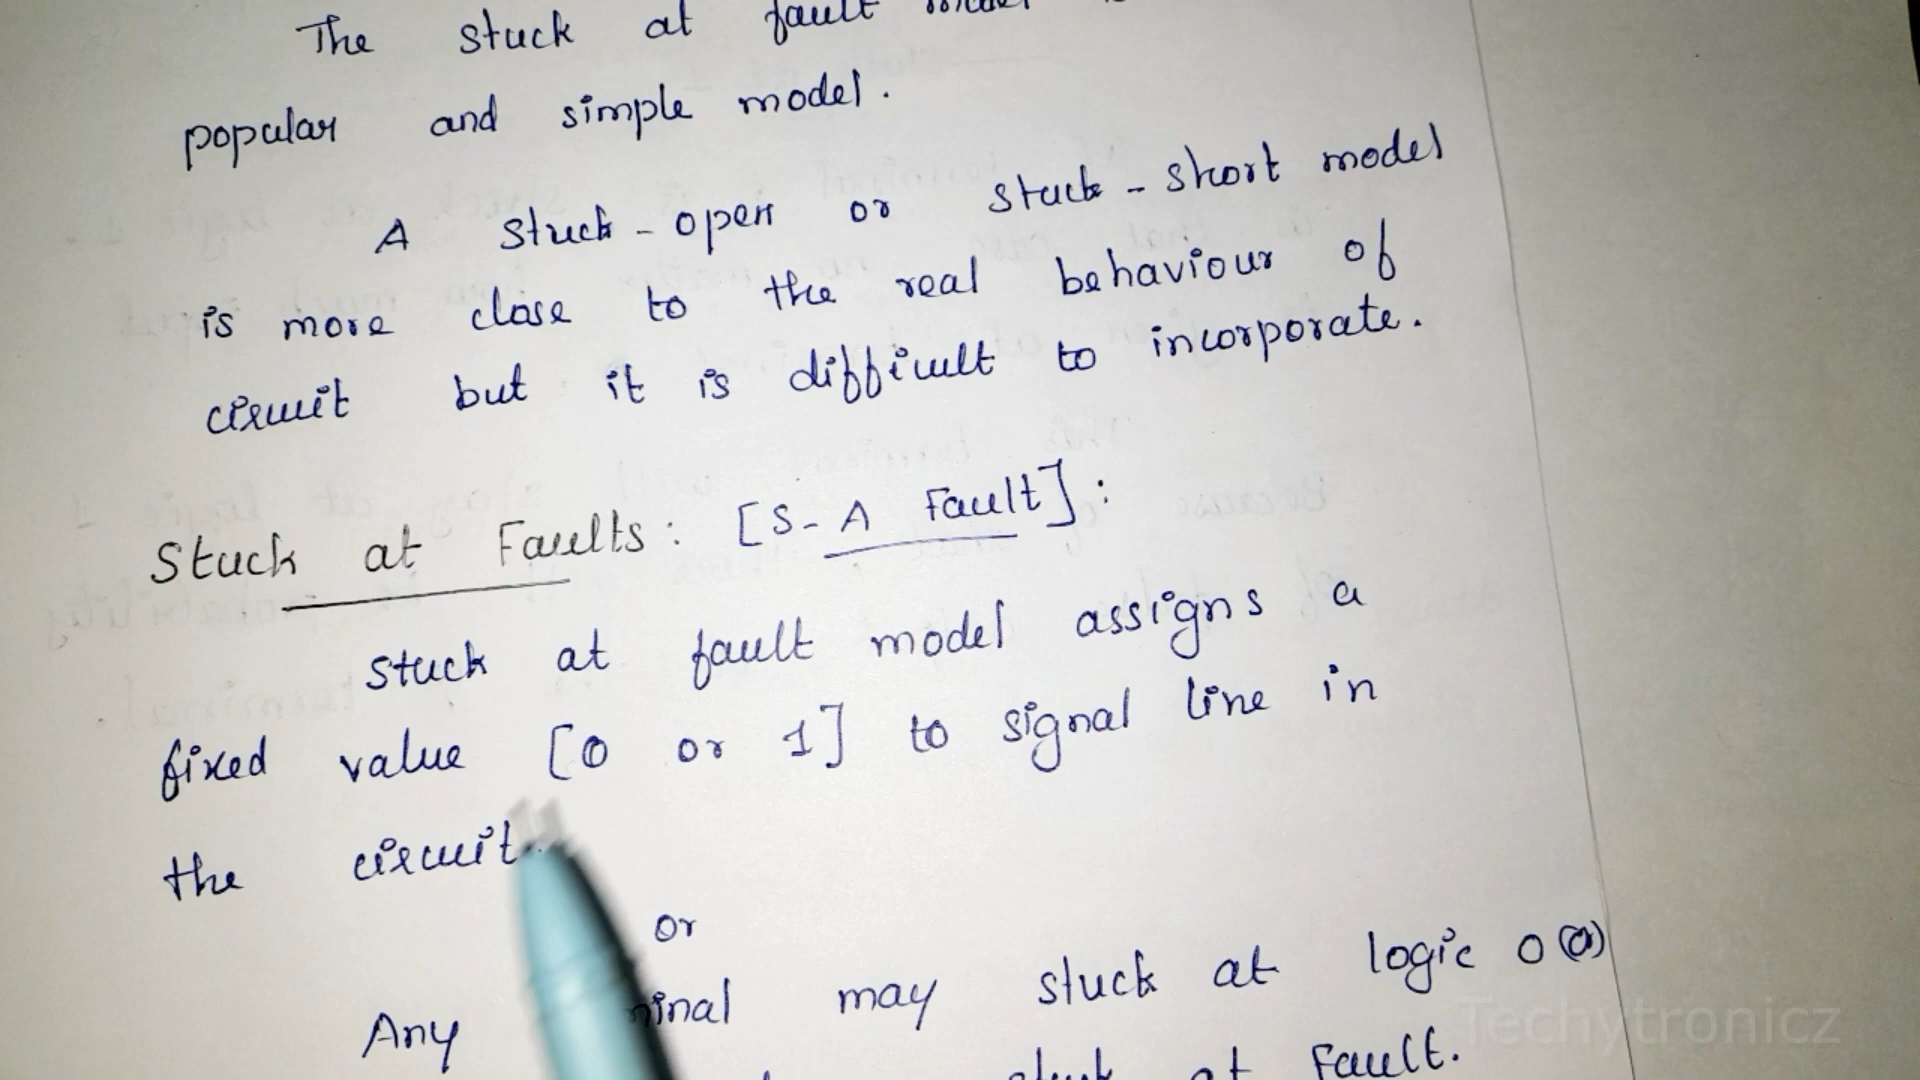 The stuck at fault model
popular and simple model.
A stuck-open or stuck-short model
is more close to the real behaviour of
circuit but it is difficult to incorporate.
Stuck at Faults: [S-A Fault]:
stuck at fault model assigns a
fixed value [0 or 1] to signal line in
the circuit.
or
Any may stuck at logic 0 (or)
at Fault.
Techytronicz